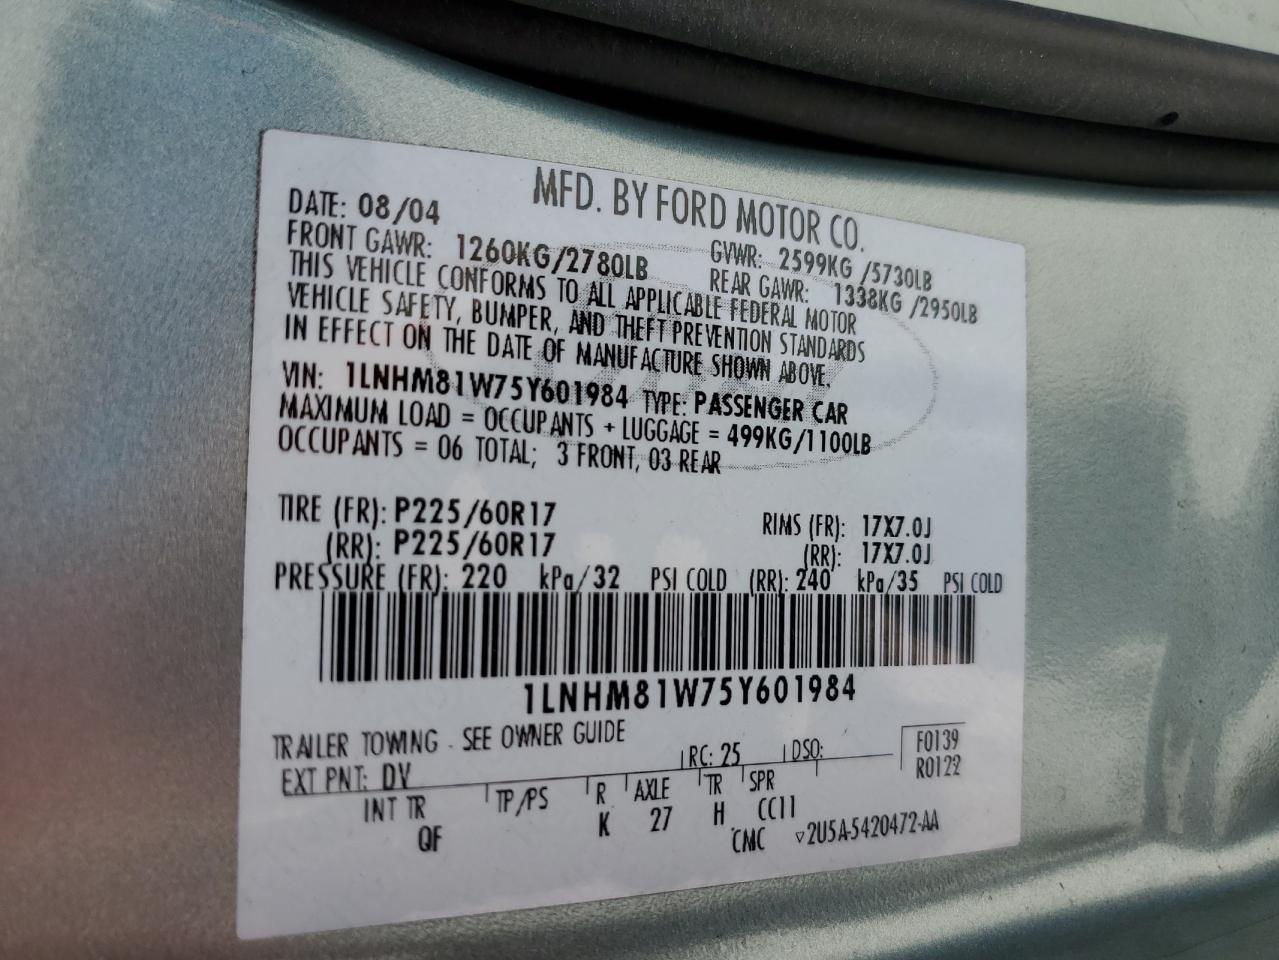 MFD. BY FORD MOTOR CO.
DATE: 08/04 GVWR: 2599KG /5730LB
FRONT GAWR: 1260KG/2780LB REAR GAWR: 1338KG /2950LB
THIS VEHICLE CONFORMS TO ALL APPLICABLE FEDERAL MOTOR
VEHICLE SAFETY, BUMPER, AND THEFT PREVENTION STANDARDS
IN EFFECT ON THE DATE OF MANUFACTURE SHOWN ABOVE.
VIN: 1LNHM81W75Y601984 TYPE: PASSENGER CAR
MAXIMUM LOAD = OCCUPANTS + LUGGAGE = 499KG/1100LB
OCCUPANTS = 06 TOTAL; 3 FRONT, 03 REAR
TIRE (FR): P225/60R17 RIMS (FR): 17X7.0J
(RR): P225/60R17 (RR): 17X7.0J
PRESSURE (FR): 220 kPa/32 PSI COLD (RR): 240 kPa/35 PSI COLD
1LNHM81W75Y601984
TRAILER TOWING - SEE OWNER GUIDE
EXT PNT: DV RC: 25 DSO: F0139
R0122
INT TR TP/PS R AXLE TR SPR
QF K 27 H CC11
CMC ▽2U5A-5420472-AA